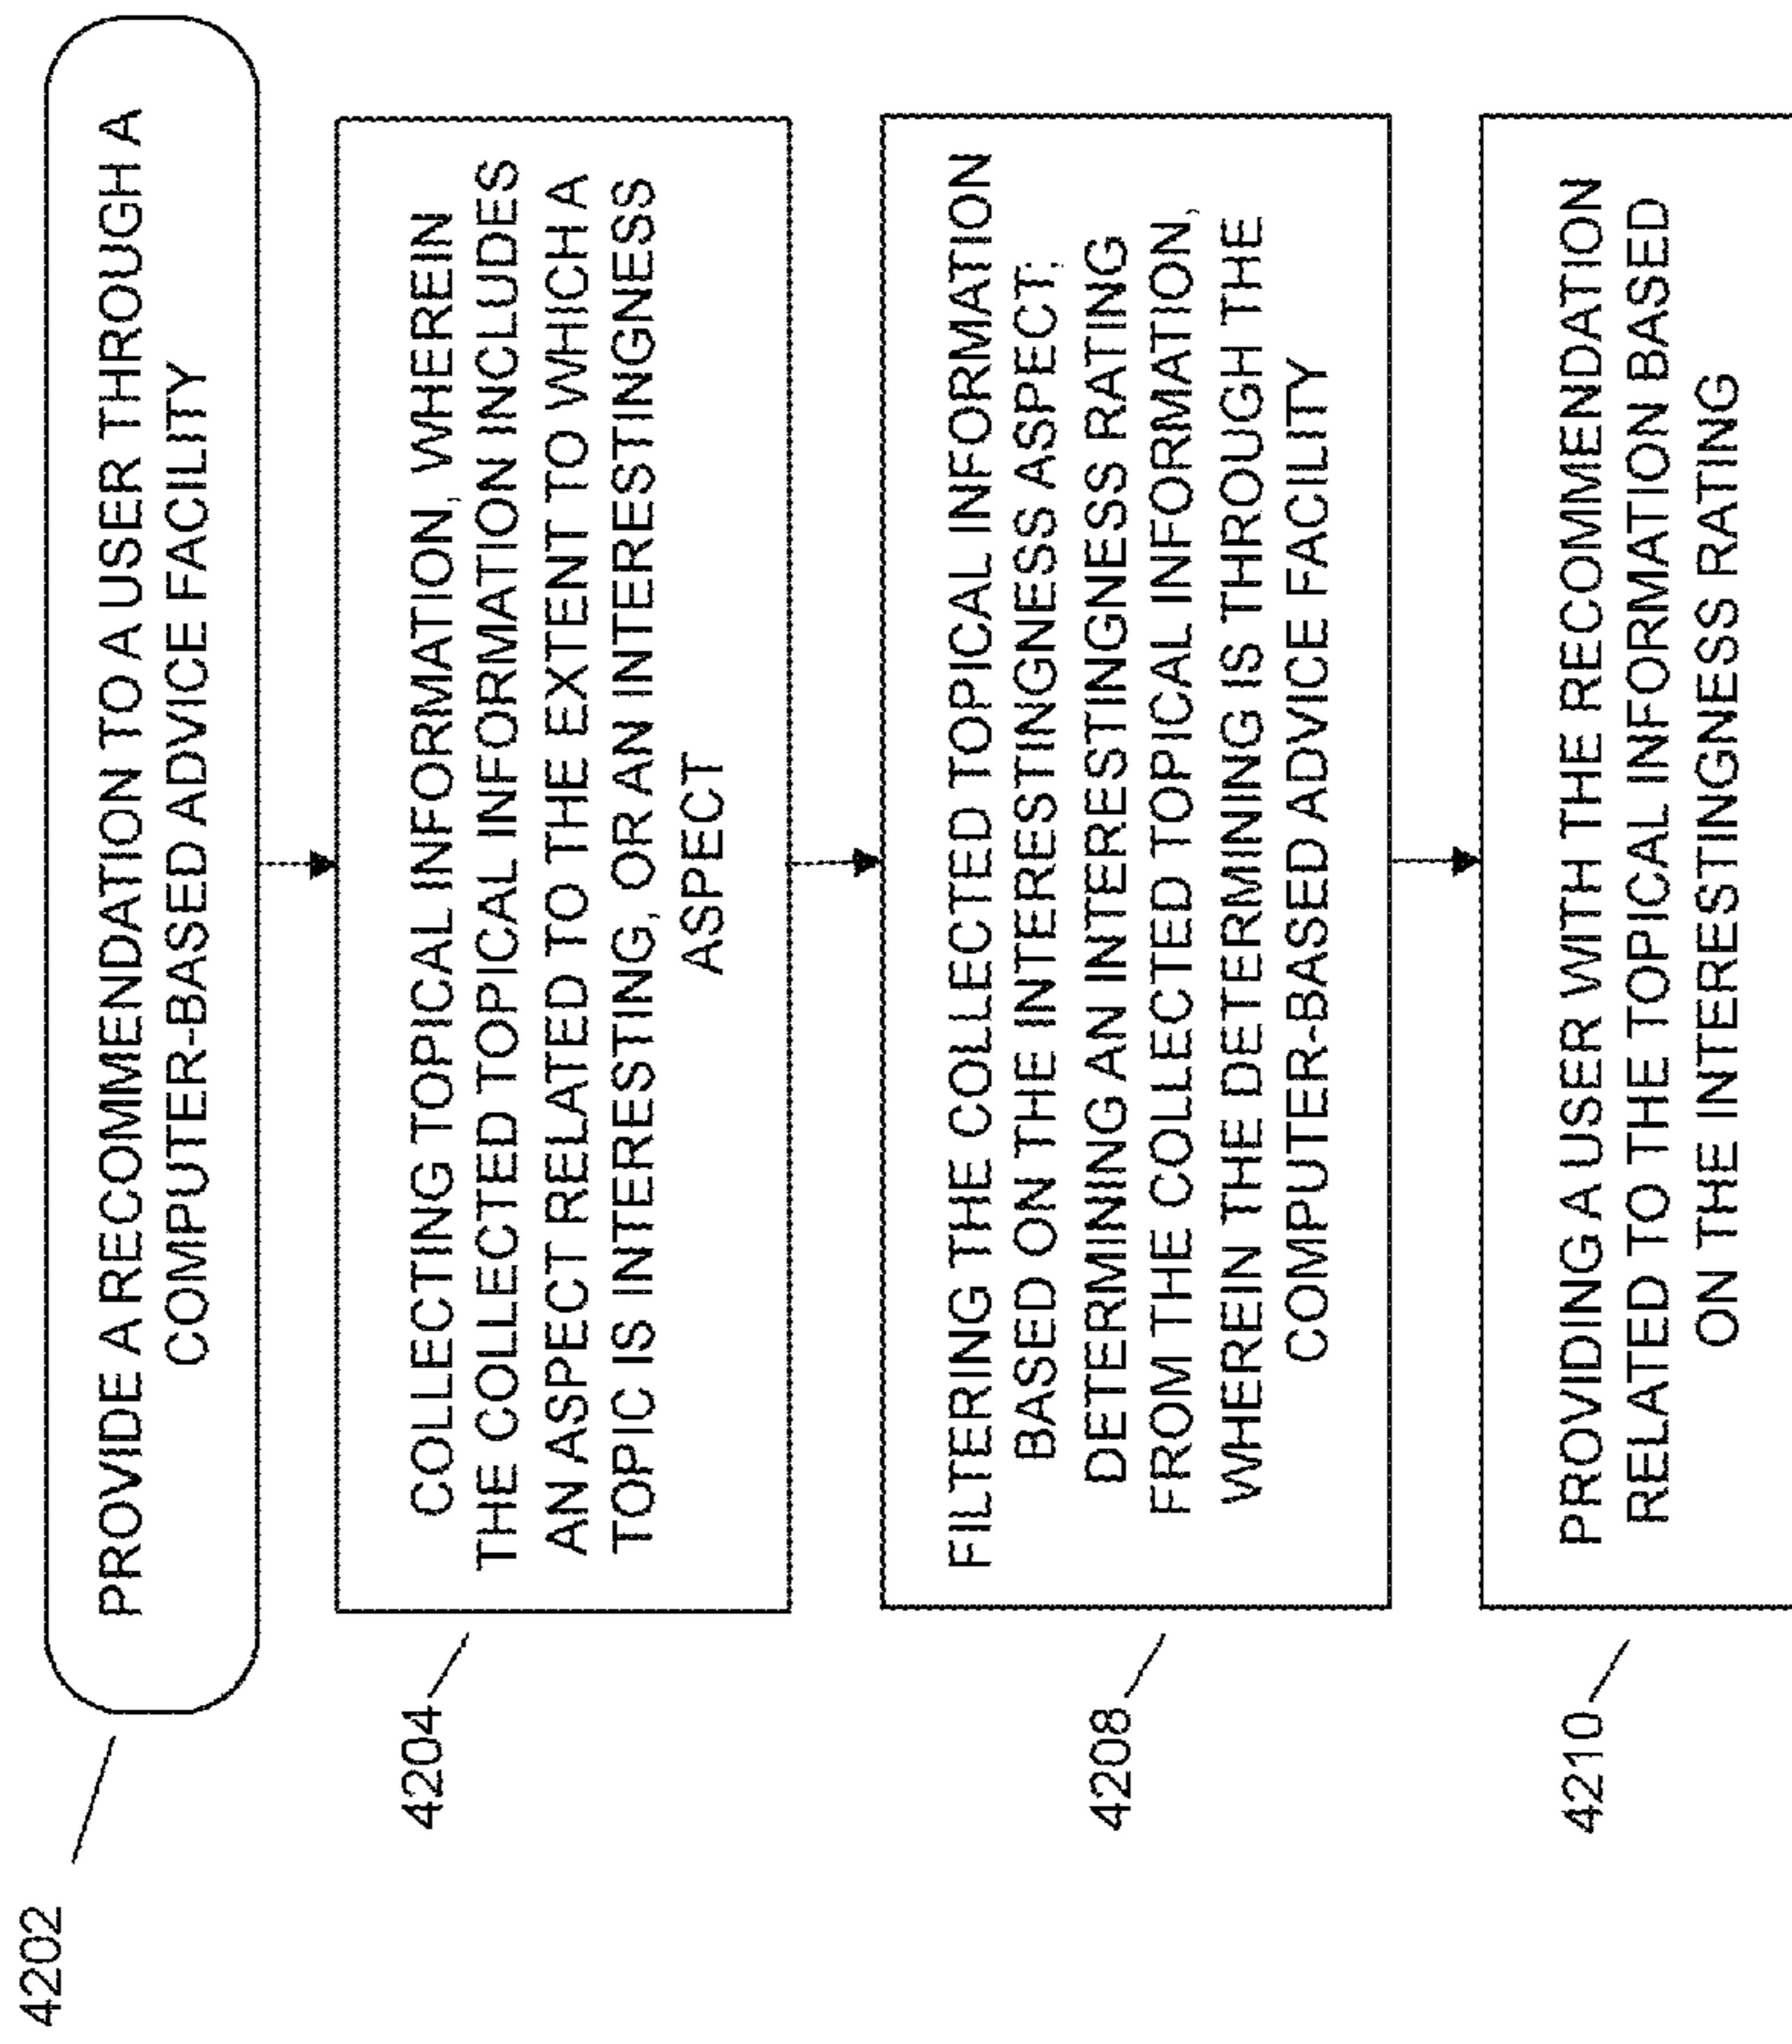 4202
PROVIDE A RECOMMENDATION TO A USER THROUGH A
COMPUTER-BASED ADVICE FACILITY
4204
COLLECTING TOPICAL INFORMATION, WHEREIN
THE COLLECTED TOPICAL INFORMATION INCLUDES
AN ASPECT RELATED TO THE EXTENT TO WHICH A
TOPIC IS INTERESTING, OR AN INTERESTINGNESS
ASPECT
4208
FILTERING THE COLLECTED TOPICAL INFORMATION
BASED ON THE INTERESTINGNESS ASPECT;
DETERMINING AN INTERESTINGNESS RATING
FROM THE COLLECTED TOPICAL INFORMATION,
WHEREIN THE DETERMINING IS THROUGH THE
COMPUTER-BASED ADVICE FACILITY
4210
PROVIDING A USER WITH THE RECOMMENDATION
RELATED TO THE TOPICAL INFORMATION BASED
ON THE INTERESTINGNESS RATING